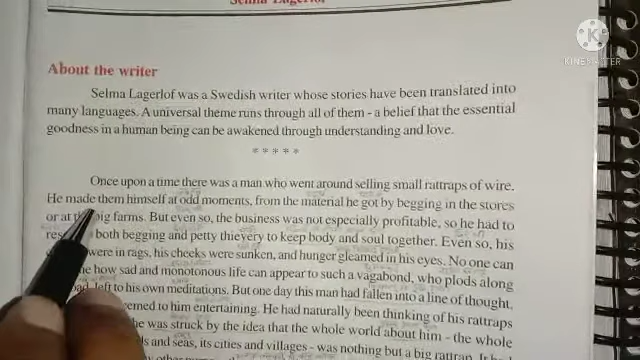 Selma Lagerlof
KINEMASTER
About the writer
Selma Lagerlof was a Swedish writer whose stories have been translated into
many languages. A universal theme runs through all of them - a belief that the essential
goodness in a human being can be awakened through understanding and love.
* * * * *
Once upon a time there was a man who went around selling small rattraps of wire.
He made them himself at odd moments, from the material he got by begging in the stores
or at big farms. But even so, the business was not especially profitable, so he had to
both begging and petty thievery to keep body and soul together. Even so, his
were in rags, his cheeks were sunken, and hunger gleamed in his eyes. No one can
how sad and monotonous life can appear to such a vagabond, who plods along
left to his own meditations. But one day this man had fallen into a line of thought,
to him entertaining. He had naturally been thinking of his rattraps
he was struck by the idea that the whole world about him - the whole
and seas, its cities and villages - was nothing but a big rattrap.